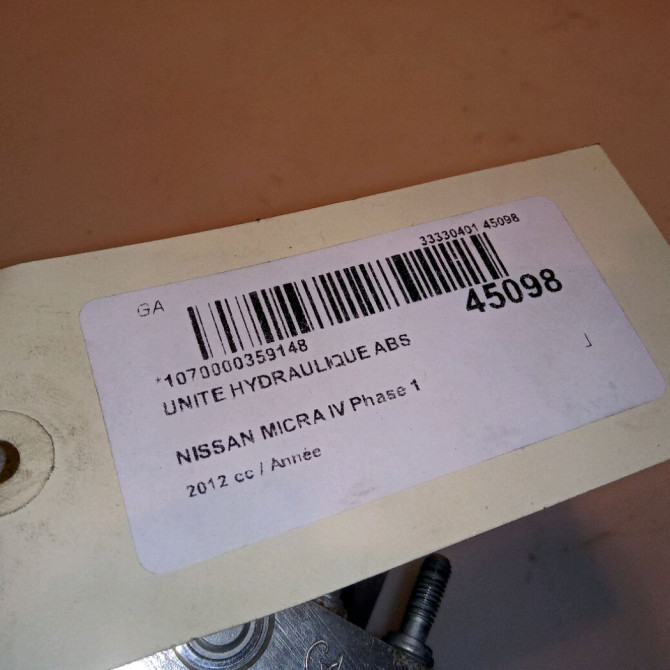 33330401 45098
GA
45098
*1070000359148
UNITE HYDRAULIQUE ABS
NISSAN MICRA IV Phase 1
2012 cc / Année